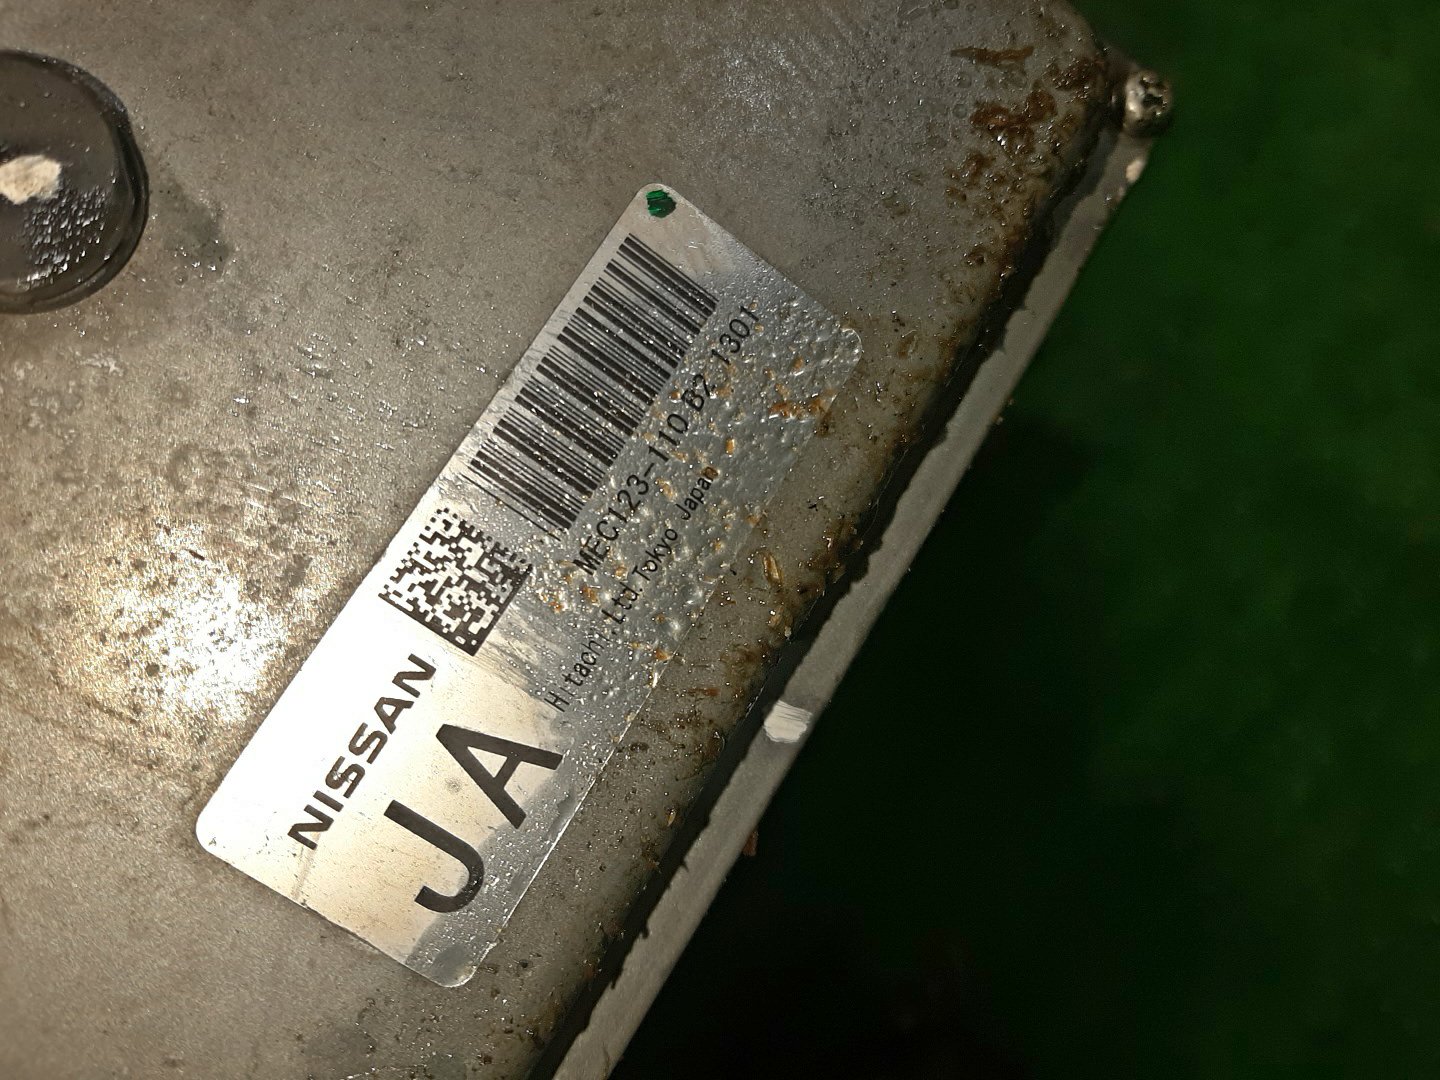 NISSAN
JA
MEC123-110 B2 1301
Hitachi, Ltd. Tokyo Japan